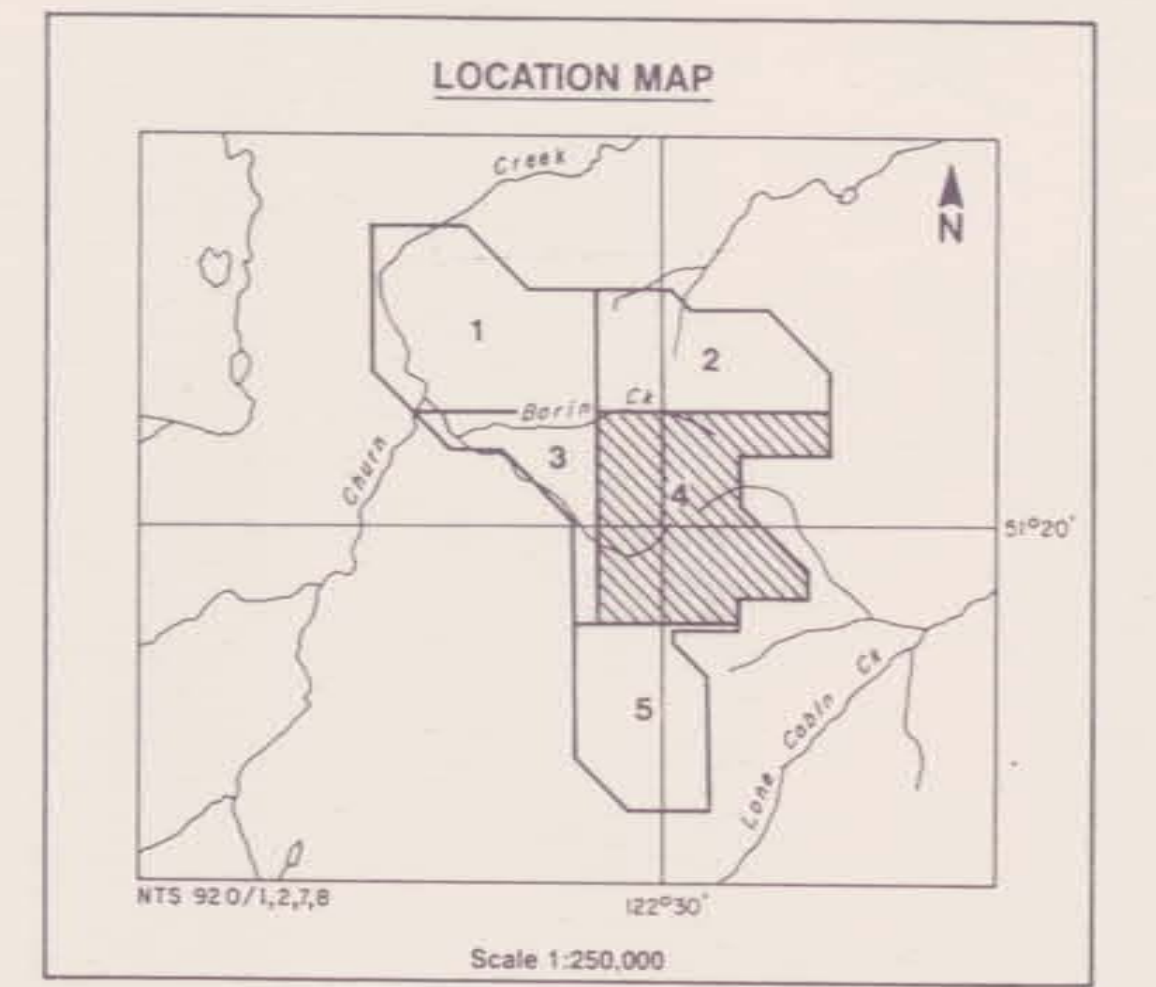 LOCATION MAP
Creek
N
1
2
Borin Ck
3
Churn
4
51°20'
5
Lone Cabin Ck
NTS 92 O/1,2,7,8
122°30'
Scale 1:250,000